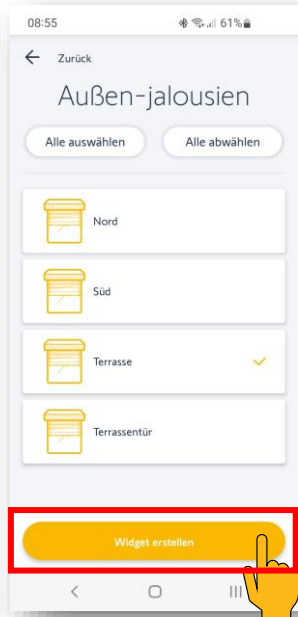 08:55
61%
Zurück
Außen-jalousien
Alle auswählen
Alle abwählen
Nord
Süd
Terrasse
Terrassentür
Widget erstellen